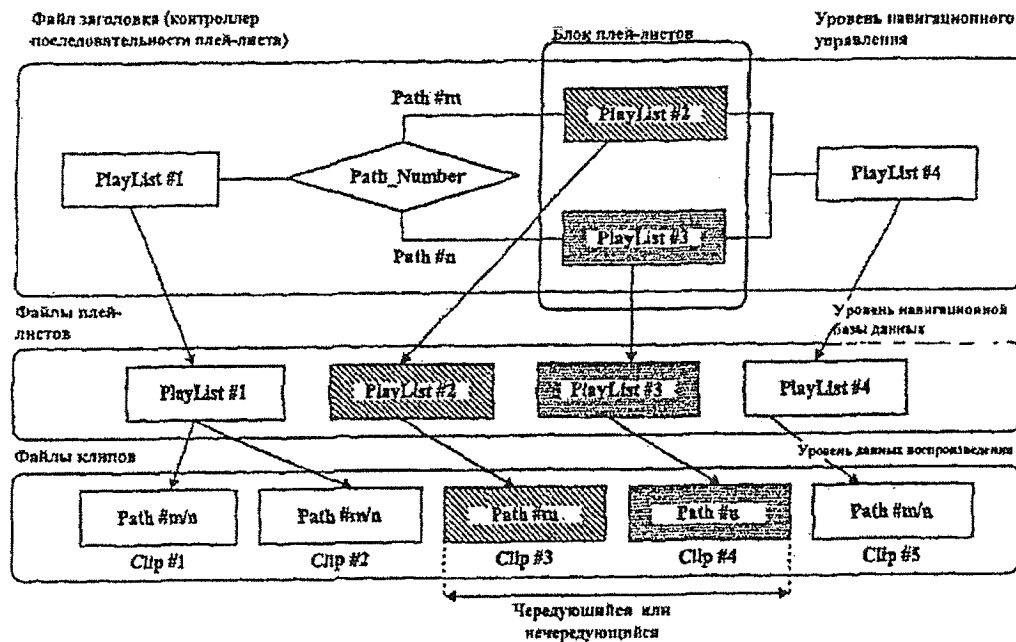 Файл заголовка (контроллер
последовательности плей-листа)
Блок плей-листов
Уровень навигационного
управления
Path #m
PlayList #2
PlayList #1
Path_Number
PlayList #4
PlayList #3
Path #n
Файлы плей-
листов
Уровень навигационной
базы данных
PlayList #1
PlayList #2
PlayList #3
PlayList #4
Файлы клипов
Уровень данных воспроизведения
Path #m/n
Path #m/n
Path #m
Path #n
Path #m/n
Clip #1
Clip #2
Clip #3
Clip #4
Clip #5
Чередующийся или
нечередующийся